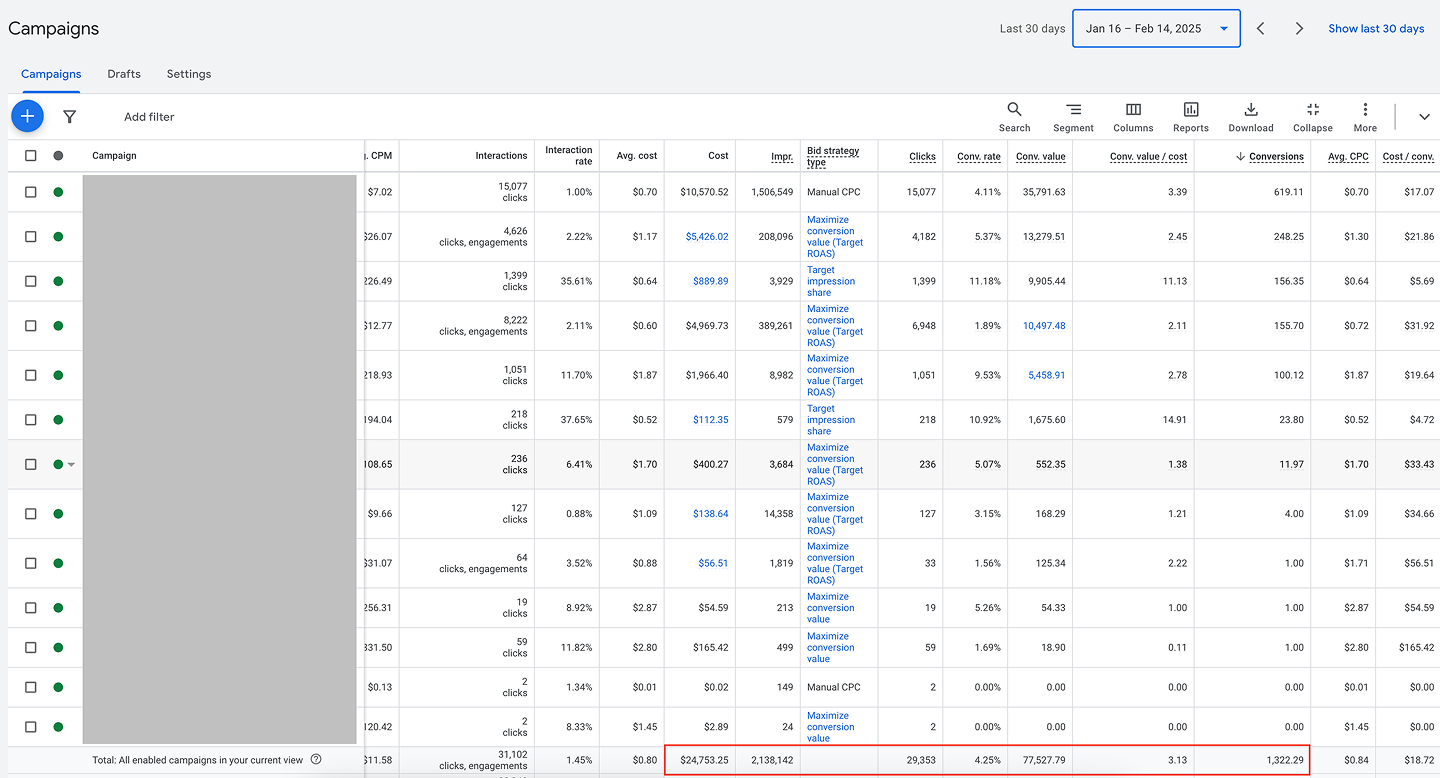 Campaigns
Last 30 days Jan 16 – Feb 14, 2025 Show last 30 days
Campaigns Drafts Settings
Add filter
Search Segment Columns Reports Download Collapse More
Campaign . CPM Interactions Interaction rate Avg. cost Cost Impr. Bid strategy type Clicks Conv. rate Conv. value Conv. value / cost Conversions Avg. CPC Cost / conv.
$7.02 15,077 clicks 1.00% $0.70 $10,570.52 1,506,549 Manual CPC 15,077 4.11% 35,791.63 3.39 619.11 $0.70 $17.07
$26.07 4,626 clicks, engagements 2.22% $1.17 $5,426.02 208,096 Maximize conversion value (Target ROAS) 4,182 5.37% 13,279.51 2.45 248.25 $1.30 $21.86
226.49 1,399 clicks 35.61% $0.64 $889.89 3,929 Target impression share 1,399 11.18% 9,905.44 11.13 156.35 $0.64 $5.69
$12.77 8,222 clicks, engagements 2.11% $0.60 $4,969.73 389,261 Maximize conversion value (Target ROAS) 6,948 1.89% 10,497.48 2.11 155.70 $0.72 $31.92
218.93 1,051 clicks 11.70% $1.87 $1,966.40 8,982 Maximize conversion value (Target ROAS) 1,051 9.53% 5,458.91 2.78 100.12 $1.87 $19.64
194.04 218 clicks 37.65% $0.52 $112.35 579 Target impression share 218 10.92% 1,675.60 14.91 23.80 $0.52 $4.72
108.65 236 clicks 6.41% $1.70 $400.27 3,684 Maximize conversion value (Target ROAS) 236 5.07% 552.35 1.38 11.97 $1.70 $33.43
$9.66 127 clicks 0.88% $1.09 $138.64 14,358 Maximize conversion value (Target ROAS) 127 3.15% 168.29 1.21 4.00 $1.09 $34.66
$31.07 64 clicks, engagements 3.52% $0.88 $56.51 1,819 Maximize conversion value (Target ROAS) 33 1.56% 125.34 2.22 1.00 $1.71 $56.51
256.31 19 clicks 8.92% $2.87 $54.59 213 Maximize conversion value 19 5.26% 54.33 1.00 1.00 $2.87 $54.59
331.50 59 clicks 11.82% $2.80 $165.42 499 Maximize conversion value 59 1.69% 18.90 0.11 1.00 $2.80 $165.42
$0.13 2 clicks 1.34% $0.01 $0.02 149 Manual CPC 2 0.00% 0.00 0.00 0.00 $0.01 $0.00
120.42 2 clicks 8.33% $1.45 $2.89 24 Maximize conversion value 2 0.00% 0.00 0.00 0.00 $1.45 $0.00
Total: All enabled campaigns in your current view $11.58 31,102 clicks, engagements 1.45% $0.80 $24,753.25 2,138,142 29,353 4.25% 77,527.79 3.13 1,322.29 $0.84 $18.72